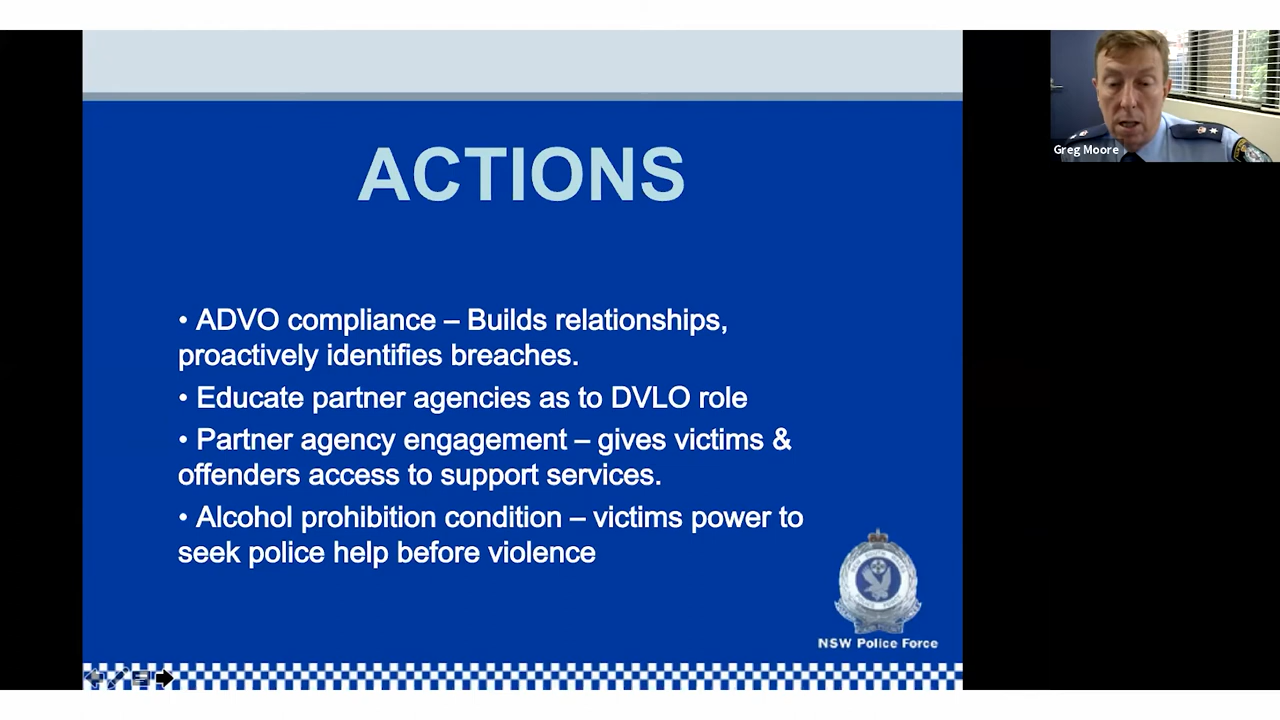 ACTIONS
• ADVO compliance – Builds relationships,
proactively identifies breaches.
• Educate partner agencies as to DVLO role
• Partner agency engagement – gives victims &
offenders access to support services.
• Alcohol prohibition condition – victims power to
seek police help before violence
NSW Police Force
Greg Moore